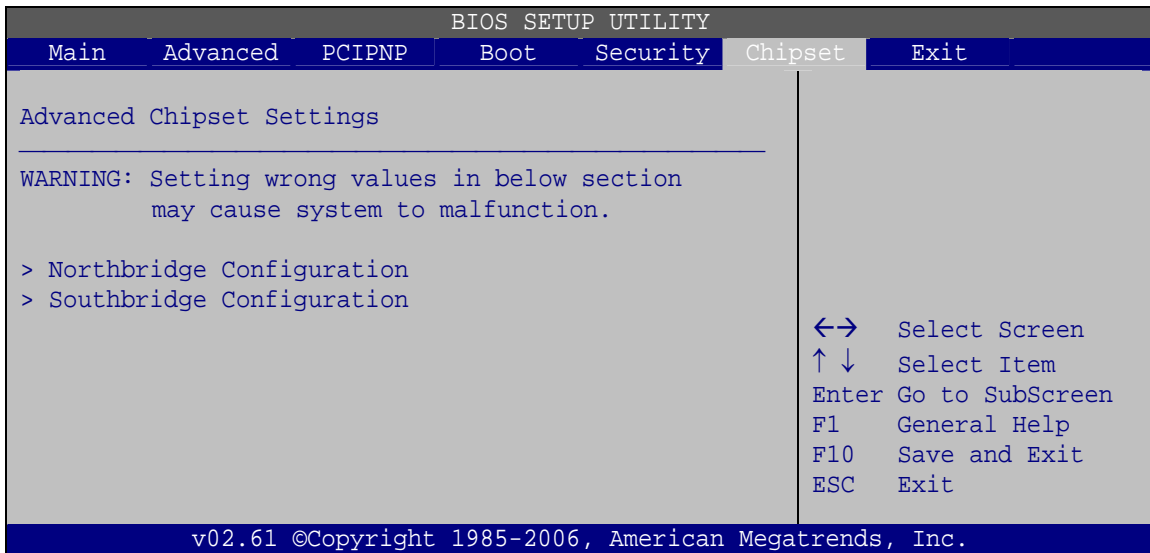 BIOS SETUP UTILITY
Main Advanced PCIPNP Boot Security Chipset Exit
Advanced Chipset Settings
WARNING: Setting wrong values in below section
may cause system to malfunction.
> Northbridge Configuration
> Southbridge Configuration
←→ Select Screen
↑ ↓ Select Item
Enter Go to SubScreen
F1 General Help
F10 Save and Exit
ESC Exit
v02.61 ©Copyright 1985-2006, American Megatrends, Inc.